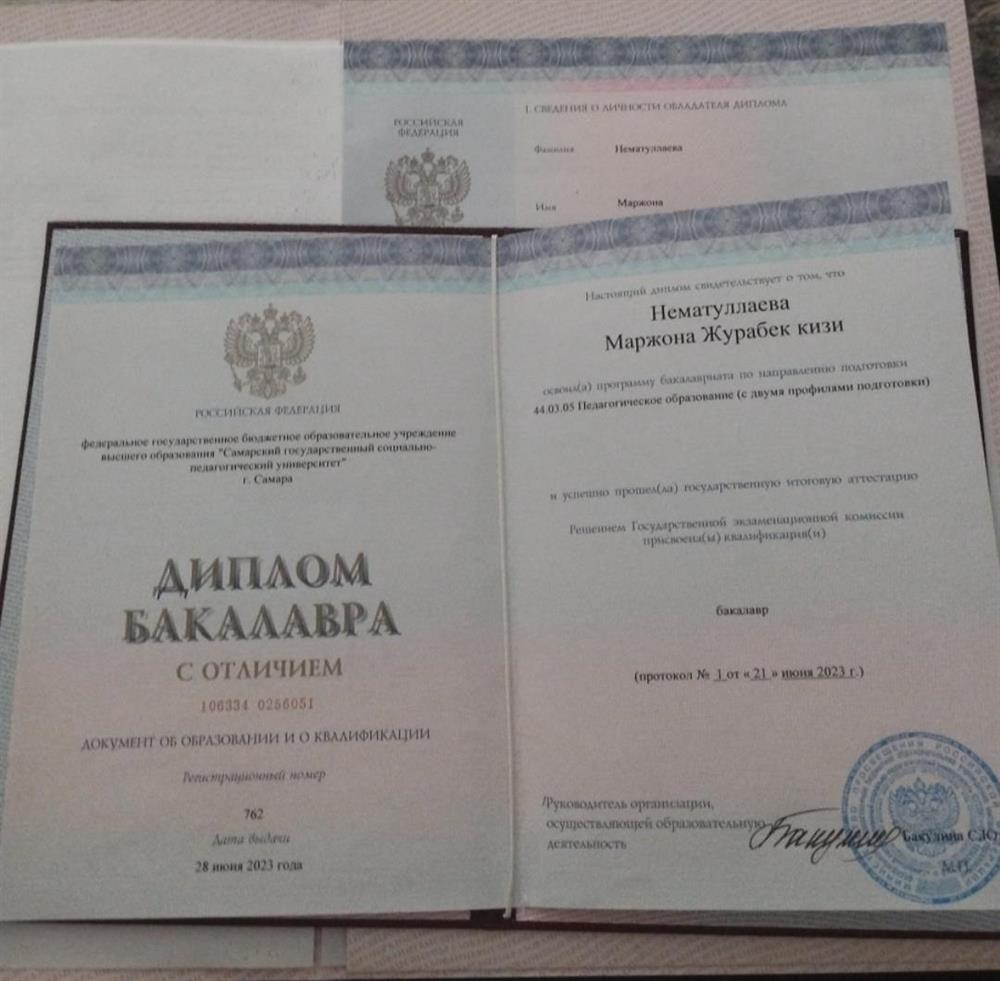 РОССИЙСКАЯ
ФЕДЕРАЦИЯ
1. СВЕДЕНИЯ О ЛИЧНОСТИ ОБЛАДАТЕЛЯ ДИПЛОМА
Фамилия Нематуллаева
Имя Маржона
РОССИЙСКАЯ ФЕДЕРАЦИЯ
федеральное государственное бюджетное образовательное учреждение
высшего образования "Самарский государственный социально-
педагогический университет"
г. Самара
ДИПЛОМ
БАКАЛАВРА
С ОТЛИЧИЕМ
106334 0256051
ДОКУМЕНТ ОБ ОБРАЗОВАНИИ И О КВАЛИФИКАЦИИ
Регистрационный номер
762
Дата выдачи
28 июня 2023 года
Настоящий диплом свидетельствует о том, что
Нематуллаева
Маржона Журабек кизи
освоил(а) программу бакалавриата по направлению подготовки
44.03.05 Педагогическое образование (с двумя профилями подготовки)
и успешно прошел(ла) государственную итоговую аттестацию
Решением Государственной экзаменационной комиссии
присвоена(ы) квалификация(и)
бакалавр
(протокол № 1 от « 21 » июня 2023 г.)
Руководитель организации,
осуществляющей образовательную
деятельность
Бакулина С.Ю.
М.П.